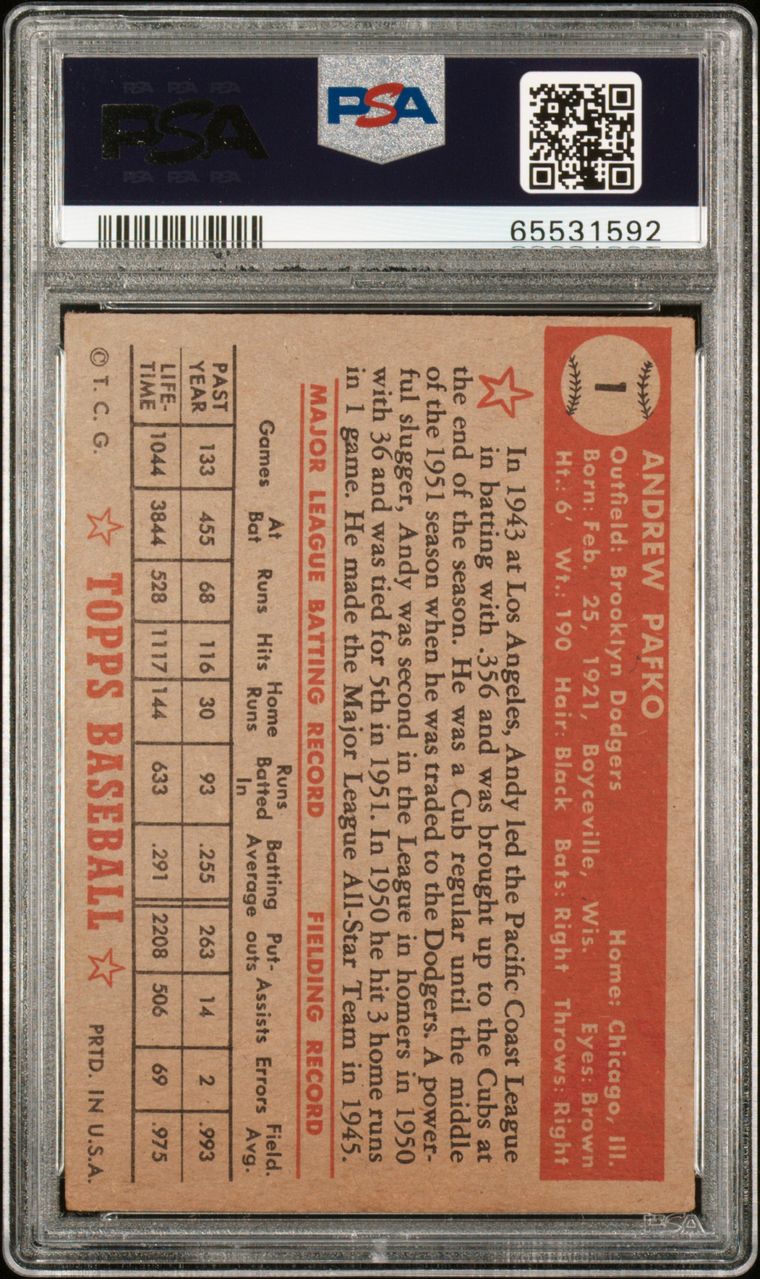 PSA PSA PSA
PSA
PSA PSA PSA
PSA
65531592
1
ANDREW PAFKO
Outfield: Brooklyn Dodgers Home: Chicago, Ill.
Born: Feb. 25, 1921, Boyceville, Wis. Eyes: Brown
Ht.: 6' Wt.: 190 Hair: Black Bats: Right Throws: Right
In 1943 at Los Angeles, Andy led the Pacific Coast League
in batting with .356 and was brought up to the Cubs at
the end of the season. He was a Cub regular until the middle
of the 1951 season when he was traded to the Dodgers. A power-
ful slugger, Andy was second in the League in homers in 1950
with 36 and was tied for 5th in 1951. In 1950 he hit 3 home runs
in 1 game. He made the Major League All-Star Team in 1945.
MAJOR LEAGUE BATTING RECORD FIELDING RECORD
Games At Bat Runs Hits Home Runs Runs Batted In Batting Average Put-outs Assists Errors Field. Avg.
PAST YEAR 133 455 68 116 30 93 .255 263 14 2 .993
LIFE-TIME 1044 3844 528 1117 144 633 .291 2208 506 69 .975
© T. C. G. TOPPS BASEBALL PRTD. IN U.S.A.
PSA